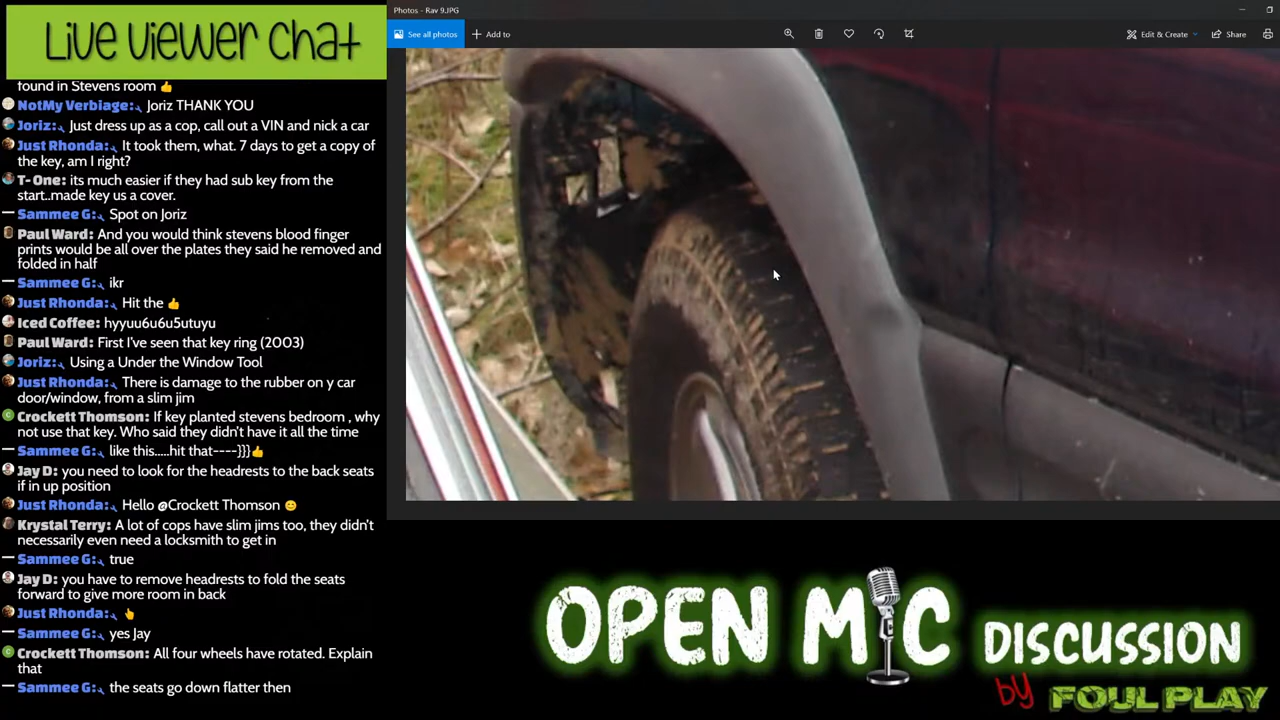 Live viewer chat
found in Stevens room 👍
NotMy Verbiage: Joriz THANK YOU
Joriz: Just dress up as a cop, call out a VIN and nick a car
Just Rhonda: It took them, what. 7 days to get a copy of
the key, am I right?
T- One: its much easier if they had sub key from the
start..made key us a cover.
Sammee G: Spot on Joriz
Paul Ward: And you would think stevens blood finger
prints would be all over the plates they said he removed and
folded in half
Sammee G: ikr
Just Rhonda: Hit the 👍
Iced Coffee: hyyuu6u6u5utuyu
Paul Ward: First I've seen that key ring (2003)
Joriz: Using a Under the Window Tool
Just Rhonda: There is damage to the rubber on y car
door/window, from a slim jim
Crockett Thomson: If key planted stevens bedroom , why
not use that key. Who said they didn't have it all the time
Sammee G: like this.....hit that----}}}👍
Jay D: you need to look for the headrests to the back seats
if in up position
Just Rhonda: Hello @Crockett Thomson 😊
Krystal Terry: A lot of cops have slim jims too, they didn't
necessarily even need a locksmith to get in
Sammee G: true
Jay D: you have to remove headrests to fold the seats
forward to give more room in back
Just Rhonda: 👆
Sammee G: yes Jay
Crockett Thomson: All four wheels have rotated. Explain
that
Sammee G: the seats go down flatter then
Photos - Rav 9.JPG
See all photos
Add to
Edit & Create
Share
OPEN MIC
DISCUSSION
by FOUL PLAY